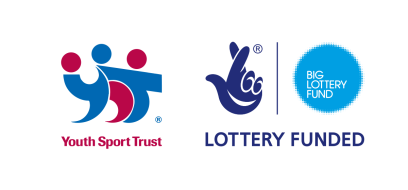 Youth Sport Trust
®
®
BIG
LOTTERY
FUND
LOTTERY FUNDED